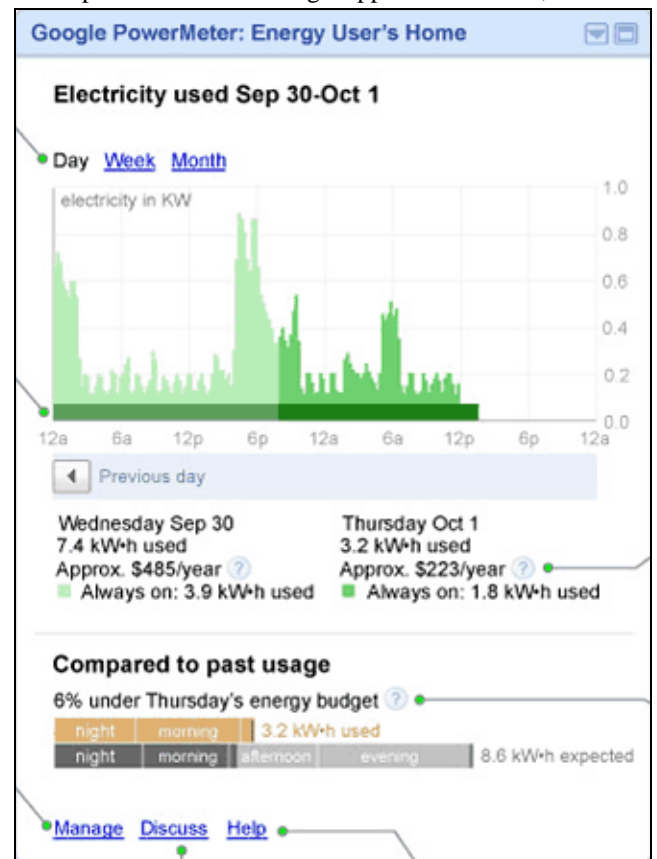 Google PowerMeter: Energy User's Home
Electricity used Sep 30-Oct 1
Day Week Month
electricity in KW
1.0
0.8
0.6
0.4
0.2
0.0
12a 6a 12p 6p 12a 6a 12p 6p 12a
Previous day
Wednesday Sep 30
7.4 kW•h used
Approx. $485/year ?
Always on: 3.9 kW•h used
Thursday Oct 1
3.2 kW•h used
Approx. $223/year ?
Always on: 1.8 kW•h used
Compared to past usage
6% under Thursday's energy budget ?
night morning 3.2 kW•h used
night morning afternoon evening 8.6 kW•h expected
Manage Discuss Help